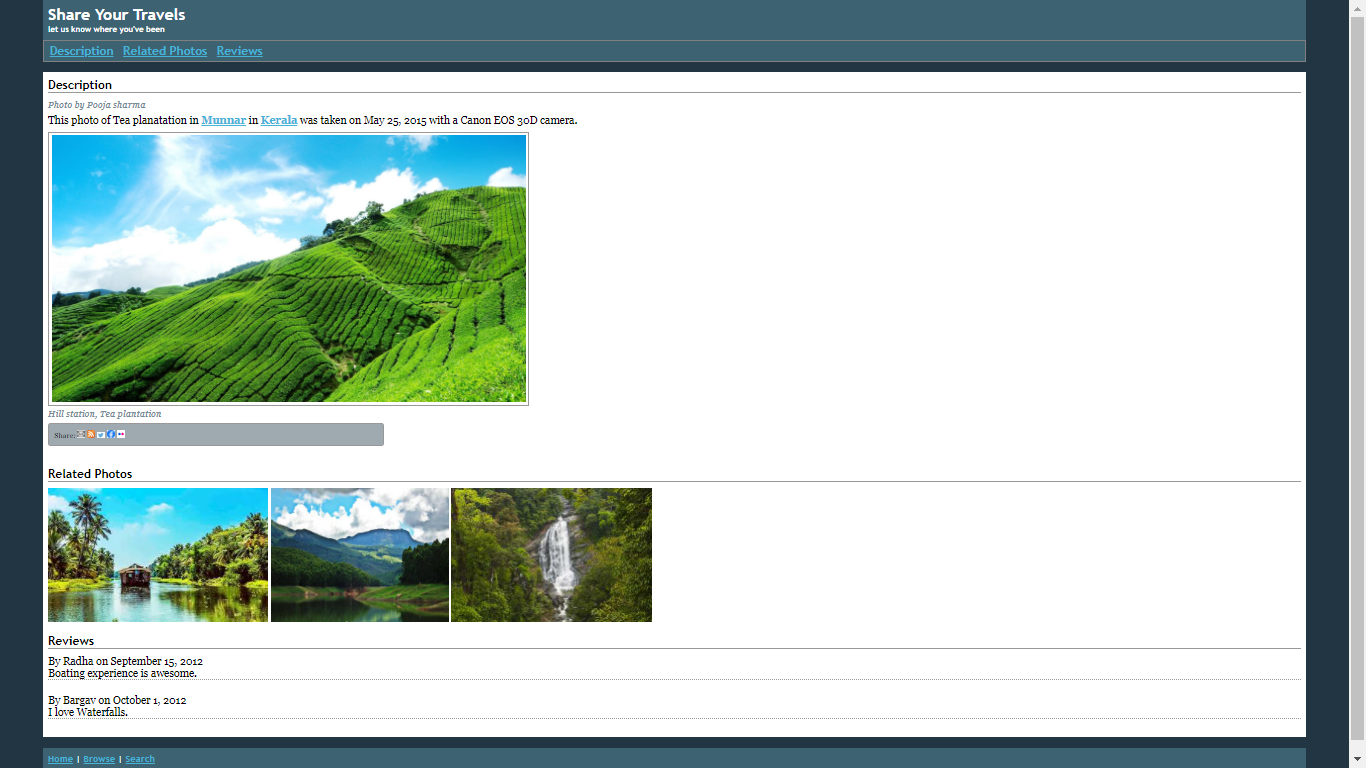 Share Your Travels
let us know where you've been
Description Related Photos Reviews
Description
Photo by Pooja sharma
This photo of Tea planatation in Munnar in Kerala was taken on May 25, 2015 with a Canon EOS 30D camera.
Hill station, Tea plantation
Share:
Related Photos
Reviews
By Radha on September 15, 2012
Boating experience is awesome.
By Bargav on October 1, 2012
I love Waterfalls.
Home | Browse | Search